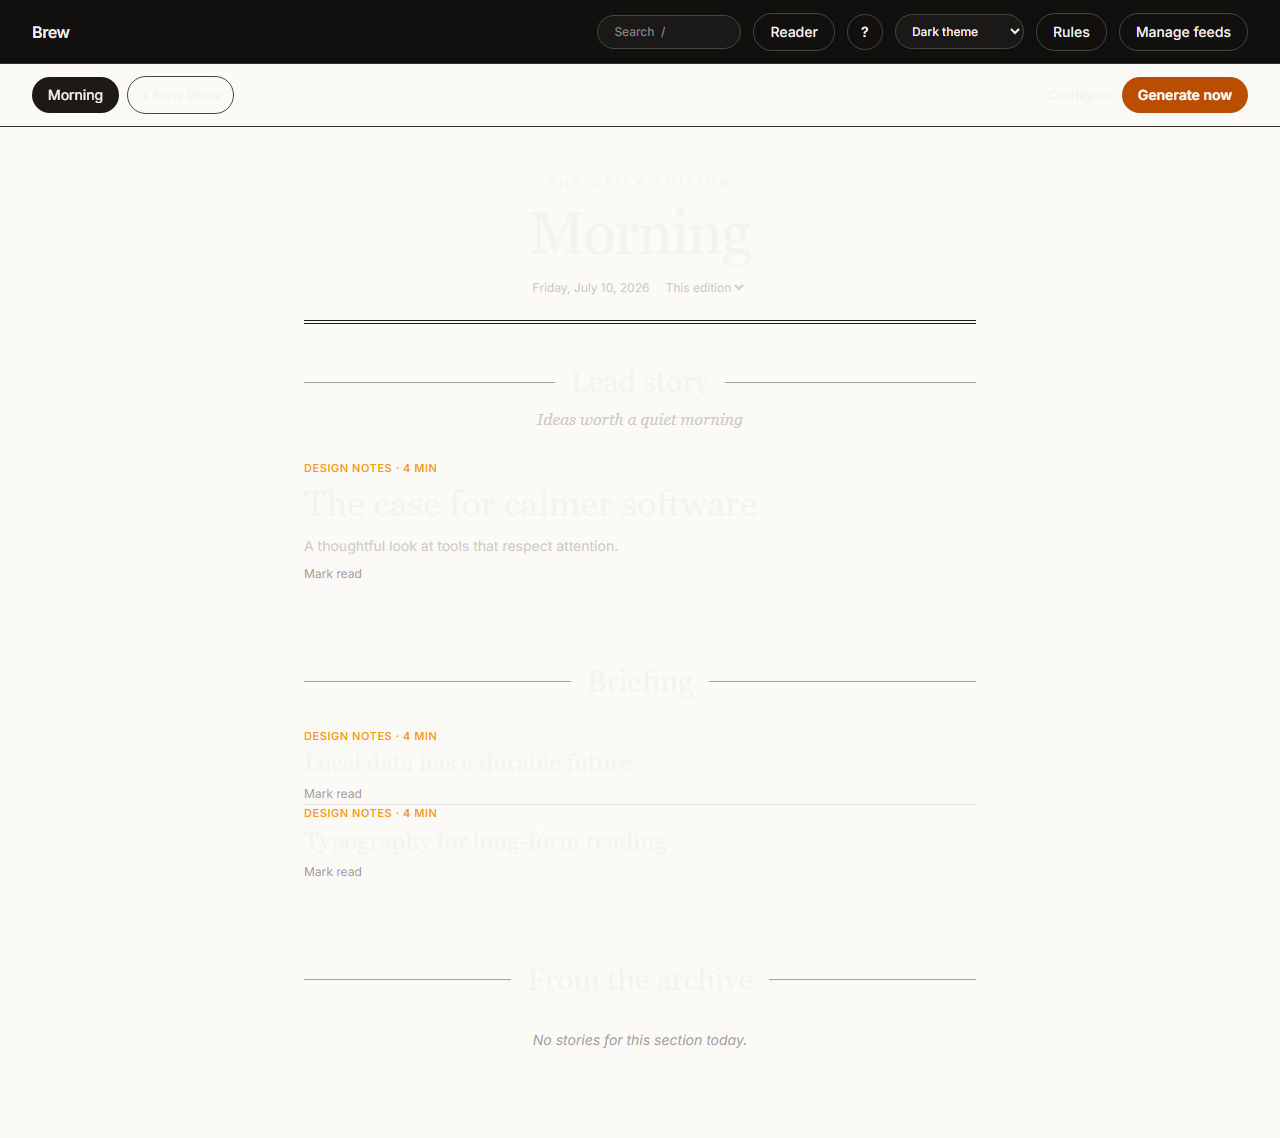 Brew
Search /
Reader
?
Dark theme
Rules
Manage feeds
Morning
+ New Brew
Configure
Generate now
THE DAILY EDITION
Morning
Friday, July 10, 2026
This edition
Lead story
Ideas worth a quiet morning
DESIGN NOTES · 4 MIN
The case for calmer software
A thoughtful look at tools that respect attention.
Mark read
Briefing
DESIGN NOTES · 4 MIN
Local data has a durable future
Mark read
DESIGN NOTES · 4 MIN
Typography for long-form reading
Mark read
From the archive
No stories for this section today.